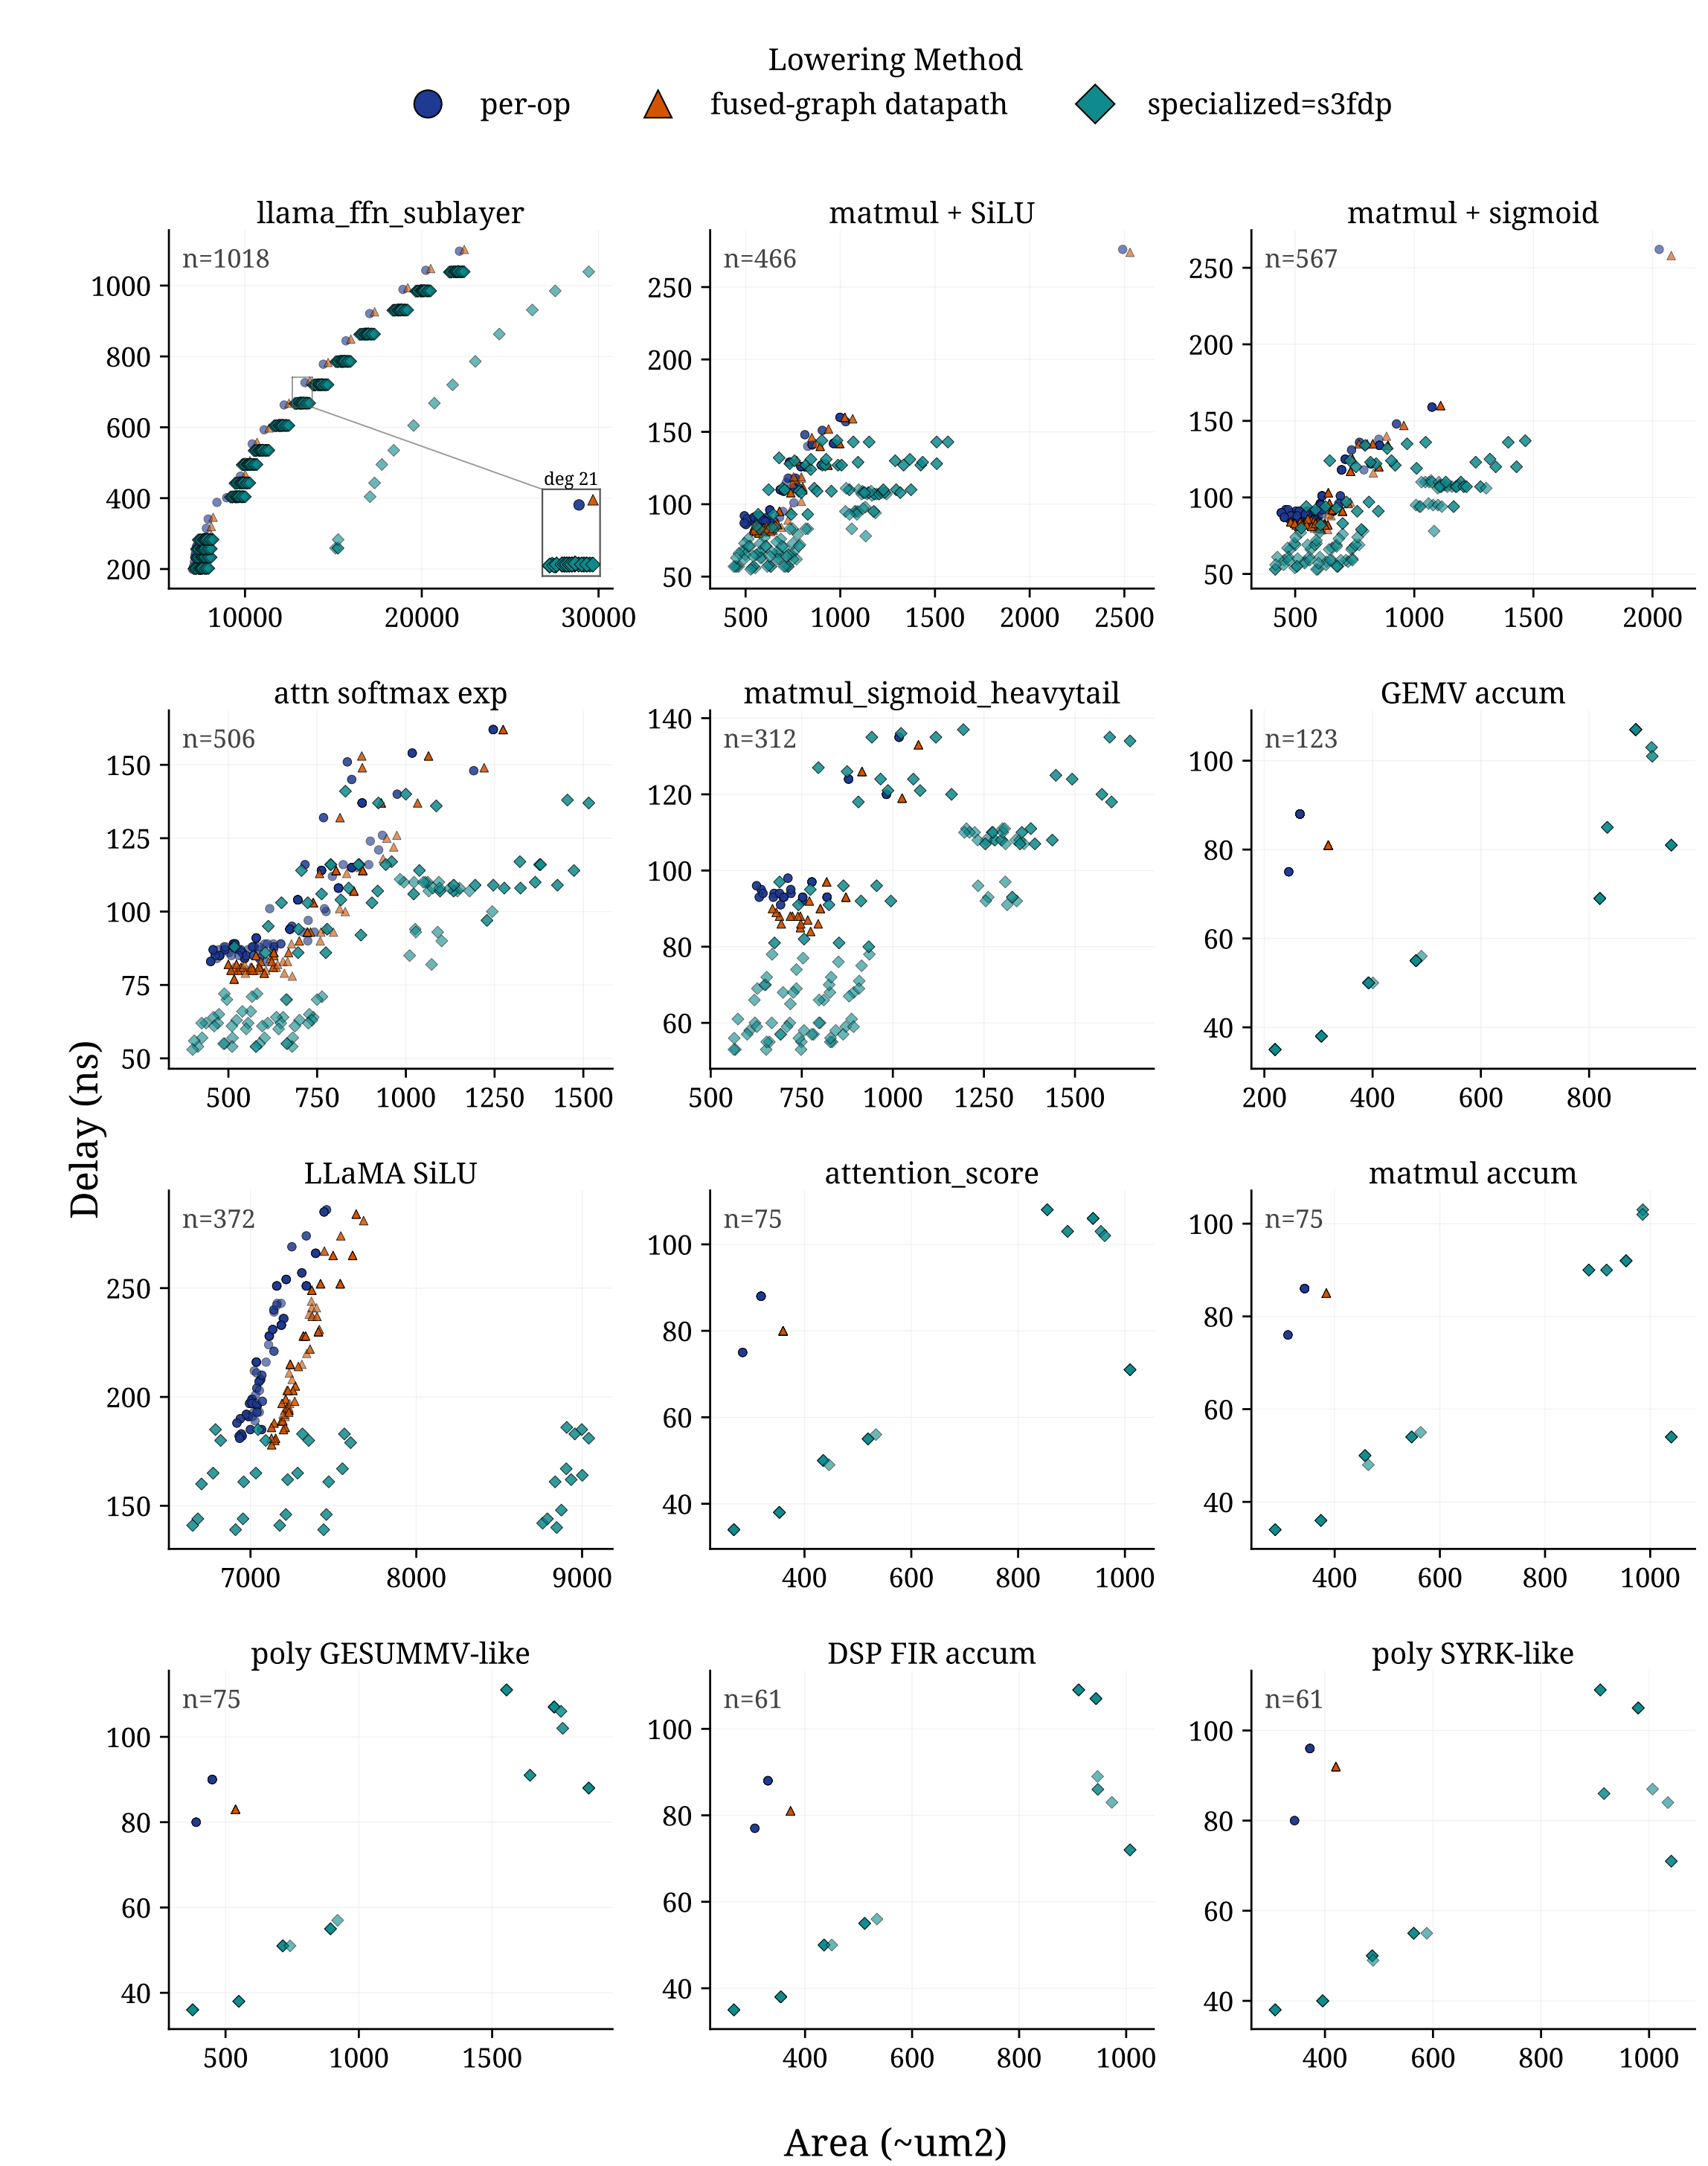 Lowering Method
per-op fused-graph datapath specialized=s3fdp
llama_ffn_sublayer
n=1018
1000
800
600
400
200
deg 21
10000 20000 30000
matmul + SiLU
n=466
250
200
150
100
50
500 1000 1500 2000 2500
matmul + sigmoid
n=567
250
200
150
100
50
500 1000 1500 2000
attn softmax exp
n=506
150
125
100
75
50
500 750 1000 1250 1500
matmul_sigmoid_heavytail
n=312
140
120
100
80
60
500 750 1000 1250 1500
GEMV accum
n=123
100
80
60
40
200 400 600 800
Delay (ns)
LLaMA SiLU
n=372
250
200
150
7000 8000 9000
attention_score
n=75
100
80
60
40
400 600 800 1000
matmul accum
n=75
100
80
60
40
400 600 800 1000
poly GESUMMV-like
n=75
100
80
60
40
500 1000 1500
DSP FIR accum
n=61
100
80
60
40
400 600 800 1000
poly SYRK-like
n=61
100
80
60
40
400 600 800 1000
Area (~um2)